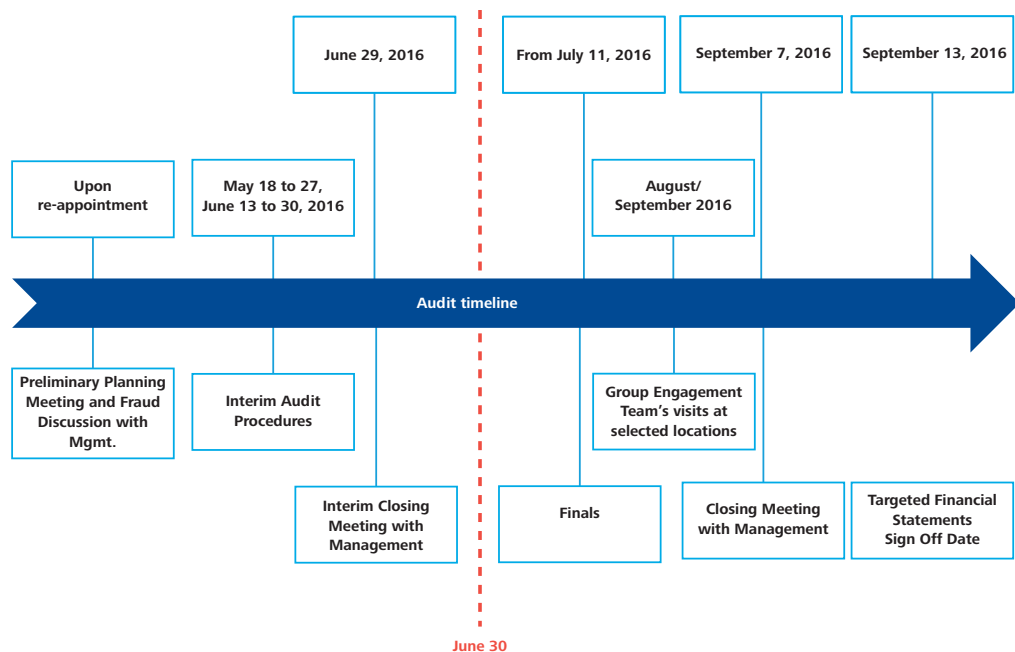 June 29, 2016
From July 11, 2016
September 7, 2016
September 13, 2016
Upon
re-appointment
May 18 to 27,
June 13 to 30, 2016
August/
September 2016
Audit timeline
Preliminary Planning
Meeting and Fraud
Discussion with
Mgmt.
Interim Audit
Procedures
Group Engagement
Team's visits at
selected locations
Interim Closing
Meeting with
Management
Finals
Closing Meeting
with Management
Targeted Financial
Statements
Sign Off Date
June 30